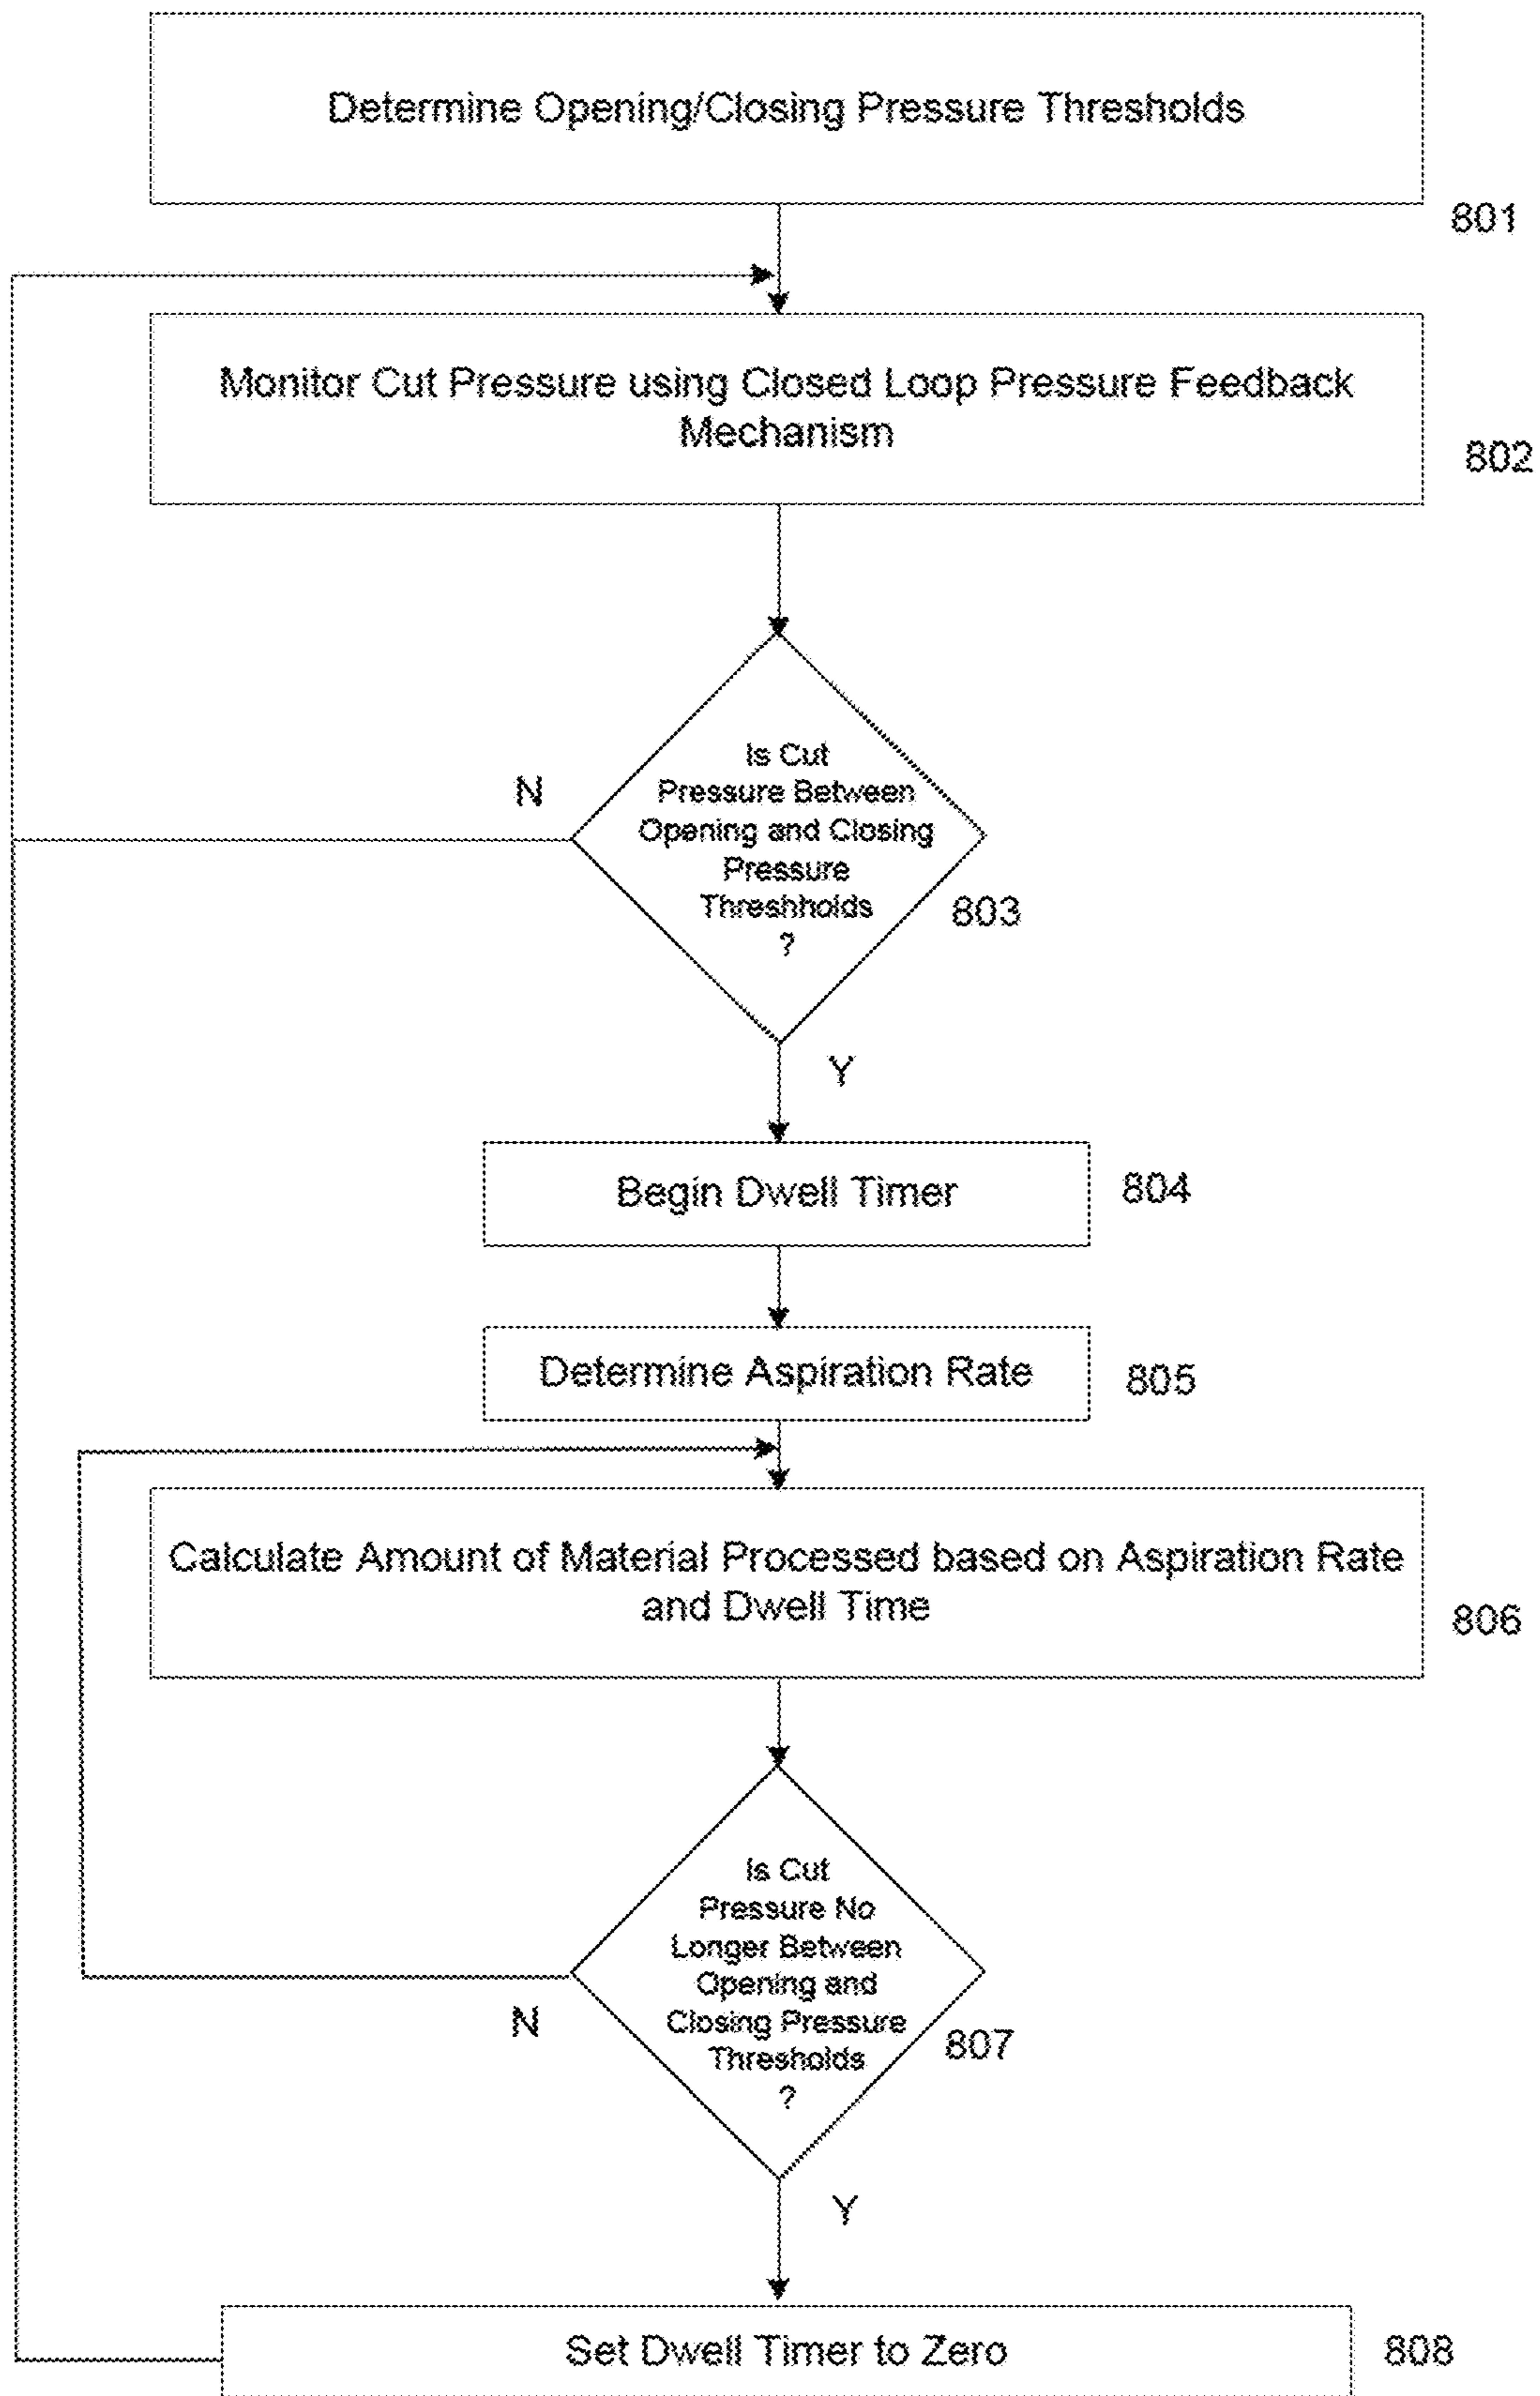 Determine Opening/Closing Pressure Thresholds
801
Monitor Cut Pressure using Closed Loop Pressure Feedback
Mechanism
802
Is Cut
Pressure Between
Opening and Closing
Pressure
Threshholds
?
N
803
Y
Begin Dwell Timer
804
Determine Aspiration Rate
805
Calculate Amount of Material Processed based on Aspiration Rate
and Dwell Time
806
Is Cut
Pressure No
Longer Between
Opening and
Closing Pressure
Thresholds
?
N
807
Y
Set Dwell Timer to Zero
808